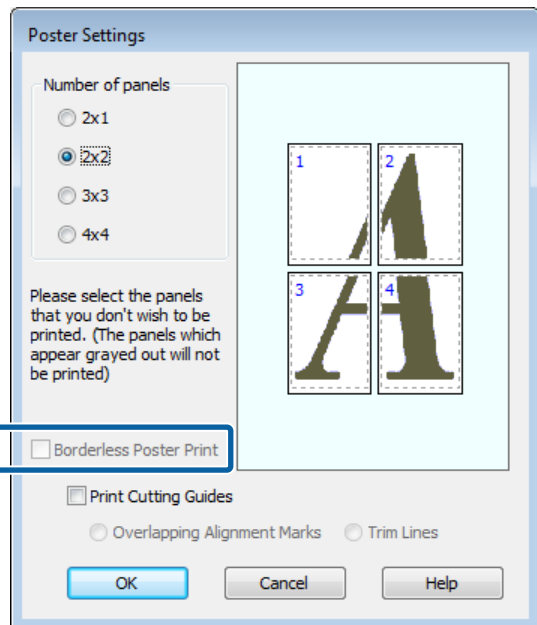 Poster Settings
Number of panels
2x1
2x2
3x3
4x4
1
2
3
4
Please select the panels
that you don't wish to be
printed. (The panels which
appear grayed out will not
be printed)
Borderless Poster Print
Print Cutting Guides
Overlapping Alignment Marks Trim Lines
OK Cancel Help